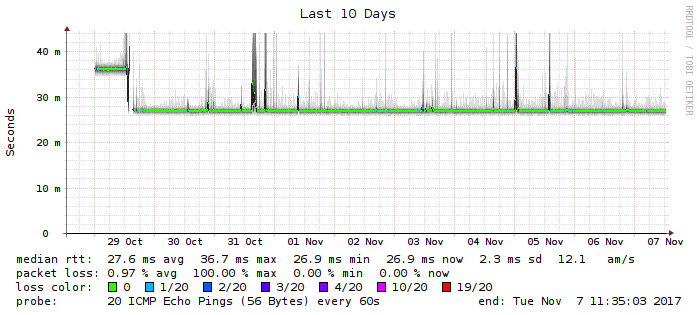 Last 10 Days
RRDTOOL / TOBI OETIKER
Seconds
40 m
30 m
20 m
10 m
0
29 Oct 30 Oct 31 Oct 01 Nov 02 Nov 03 Nov 04 Nov 05 Nov 06 Nov 07 Nov
median rtt: 27.6 ms avg 36.7 ms max 26.9 ms min 26.9 ms now 2.3 ms sd 12.1 am/s
packet loss: 0.97 % avg 100.00 % max 0.00 % min 0.00 % now
loss color: 0 1/20 2/20 3/20 4/20 10/20 19/20
probe: 20 ICMP Echo Pings (56 Bytes) every 60s end: Tue Nov 7 11:35:03 2017